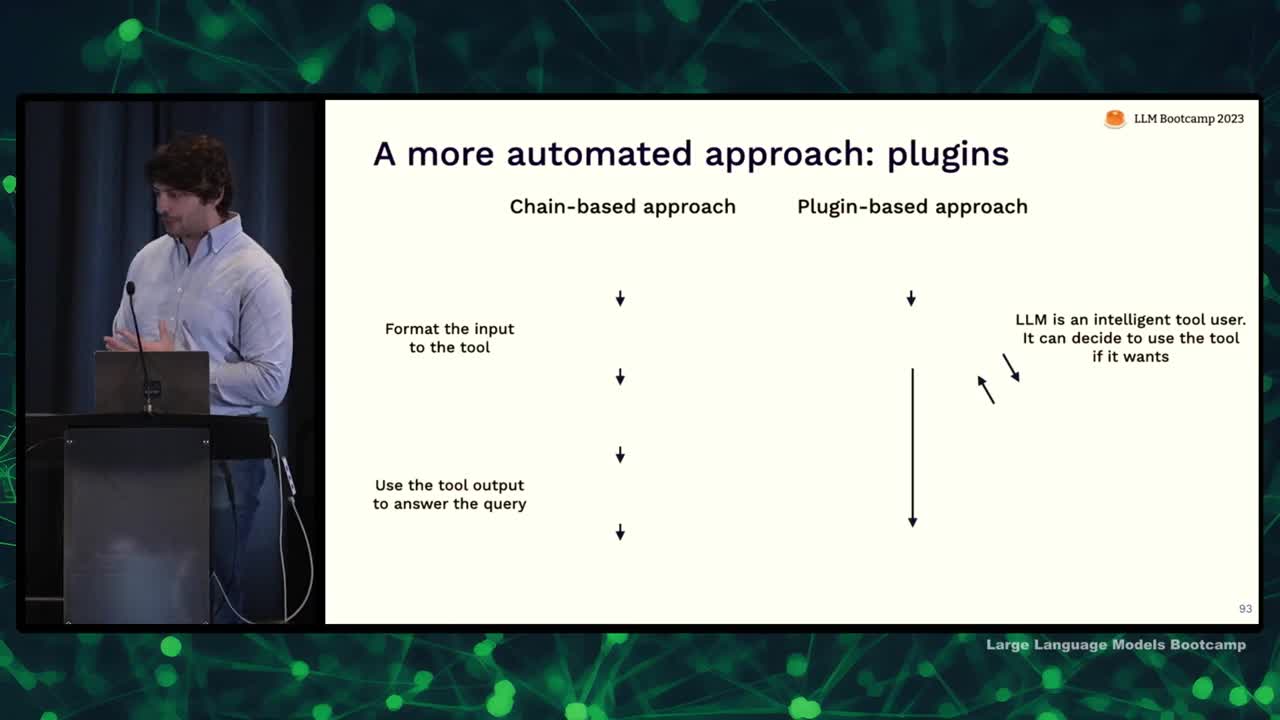 LLM Bootcamp 2023
A more automated approach: plugins
Chain-based approach
Plugin-based approach
Format the input
to the tool
LLM is an intelligent tool user.
It can decide to use the tool
if it wants
Use the tool output
to answer the query
93
Large Language Models Bootcamp